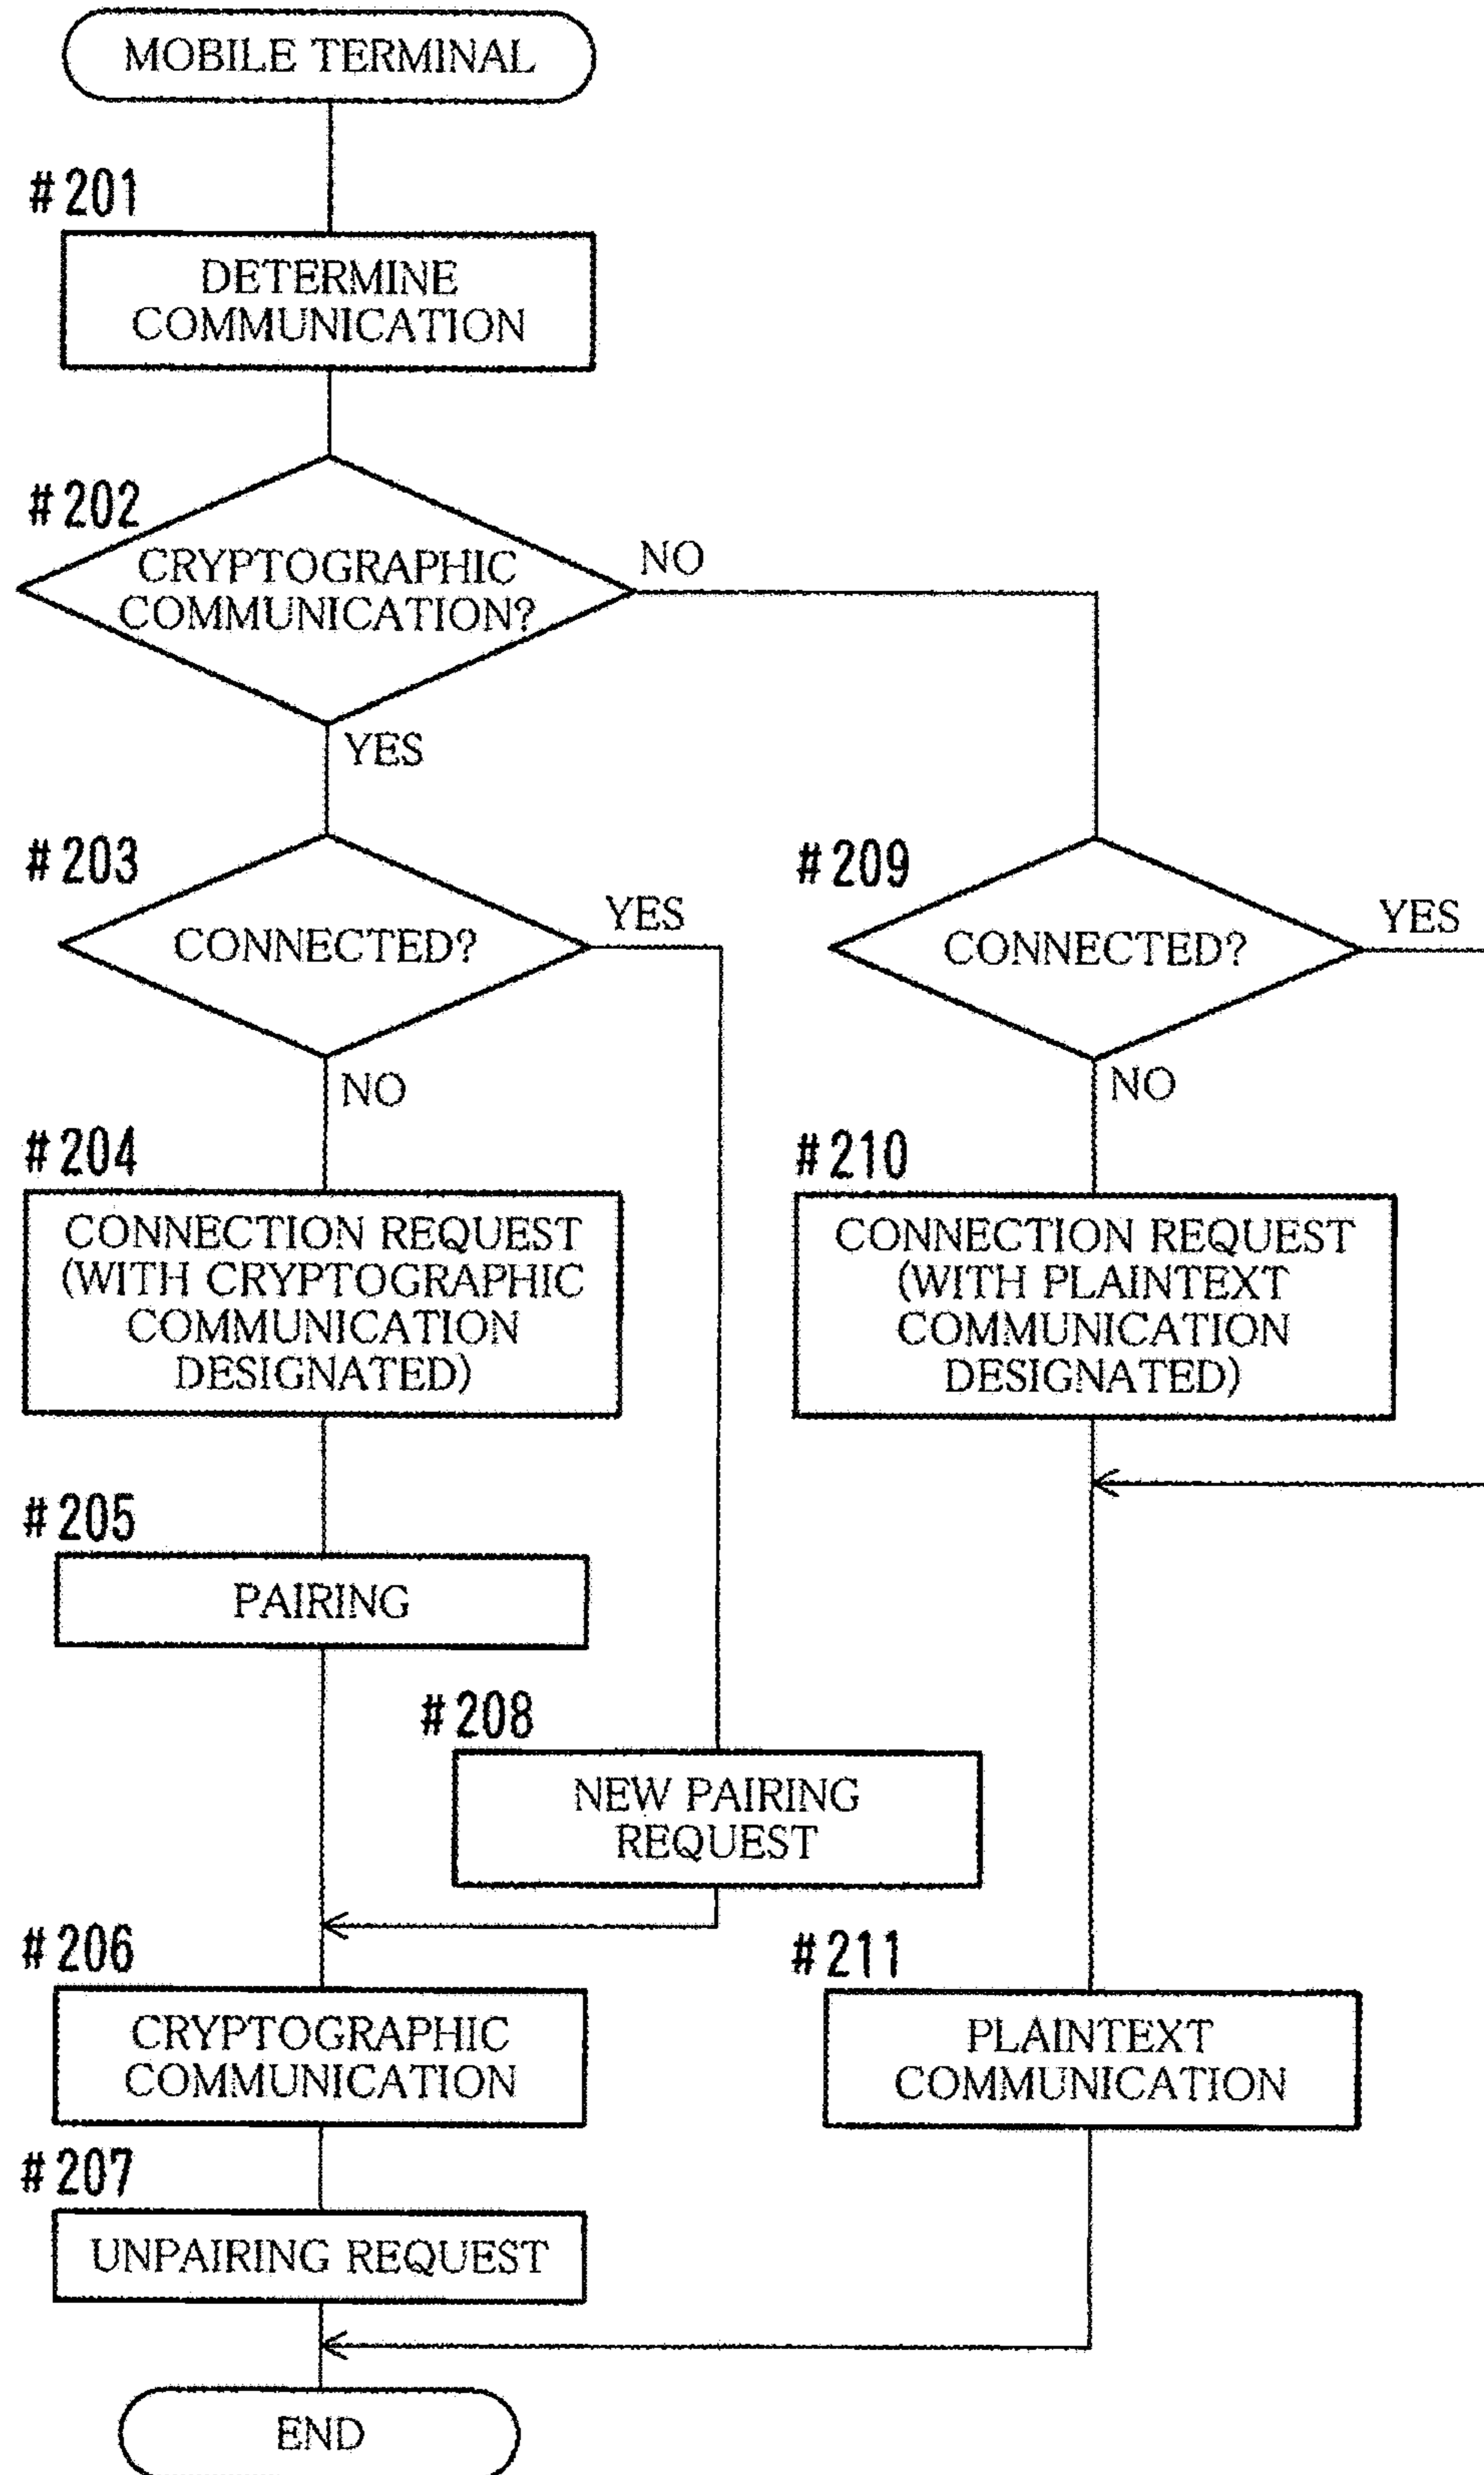 MOBILE TERMINAL
#201
DETERMINE
COMMUNICATION
#202
CRYPTOGRAPHIC
COMMUNICATION?
NO
YES
#203
CONNECTED?
YES
NO
#209
CONNECTED?
YES
NO
#204
CONNECTION REQUEST
(WITH CRYPTOGRAPHIC
COMMUNICATION
DESIGNATED)
#210
CONNECTION REQUEST
(WITH PLAINTEXT
COMMUNICATION
DESIGNATED)
#205
PAIRING
#208
NEW PAIRING
REQUEST
#206
CRYPTOGRAPHIC
COMMUNICATION
#211
PLAINTEXT
COMMUNICATION
#207
UNPAIRING REQUEST
END